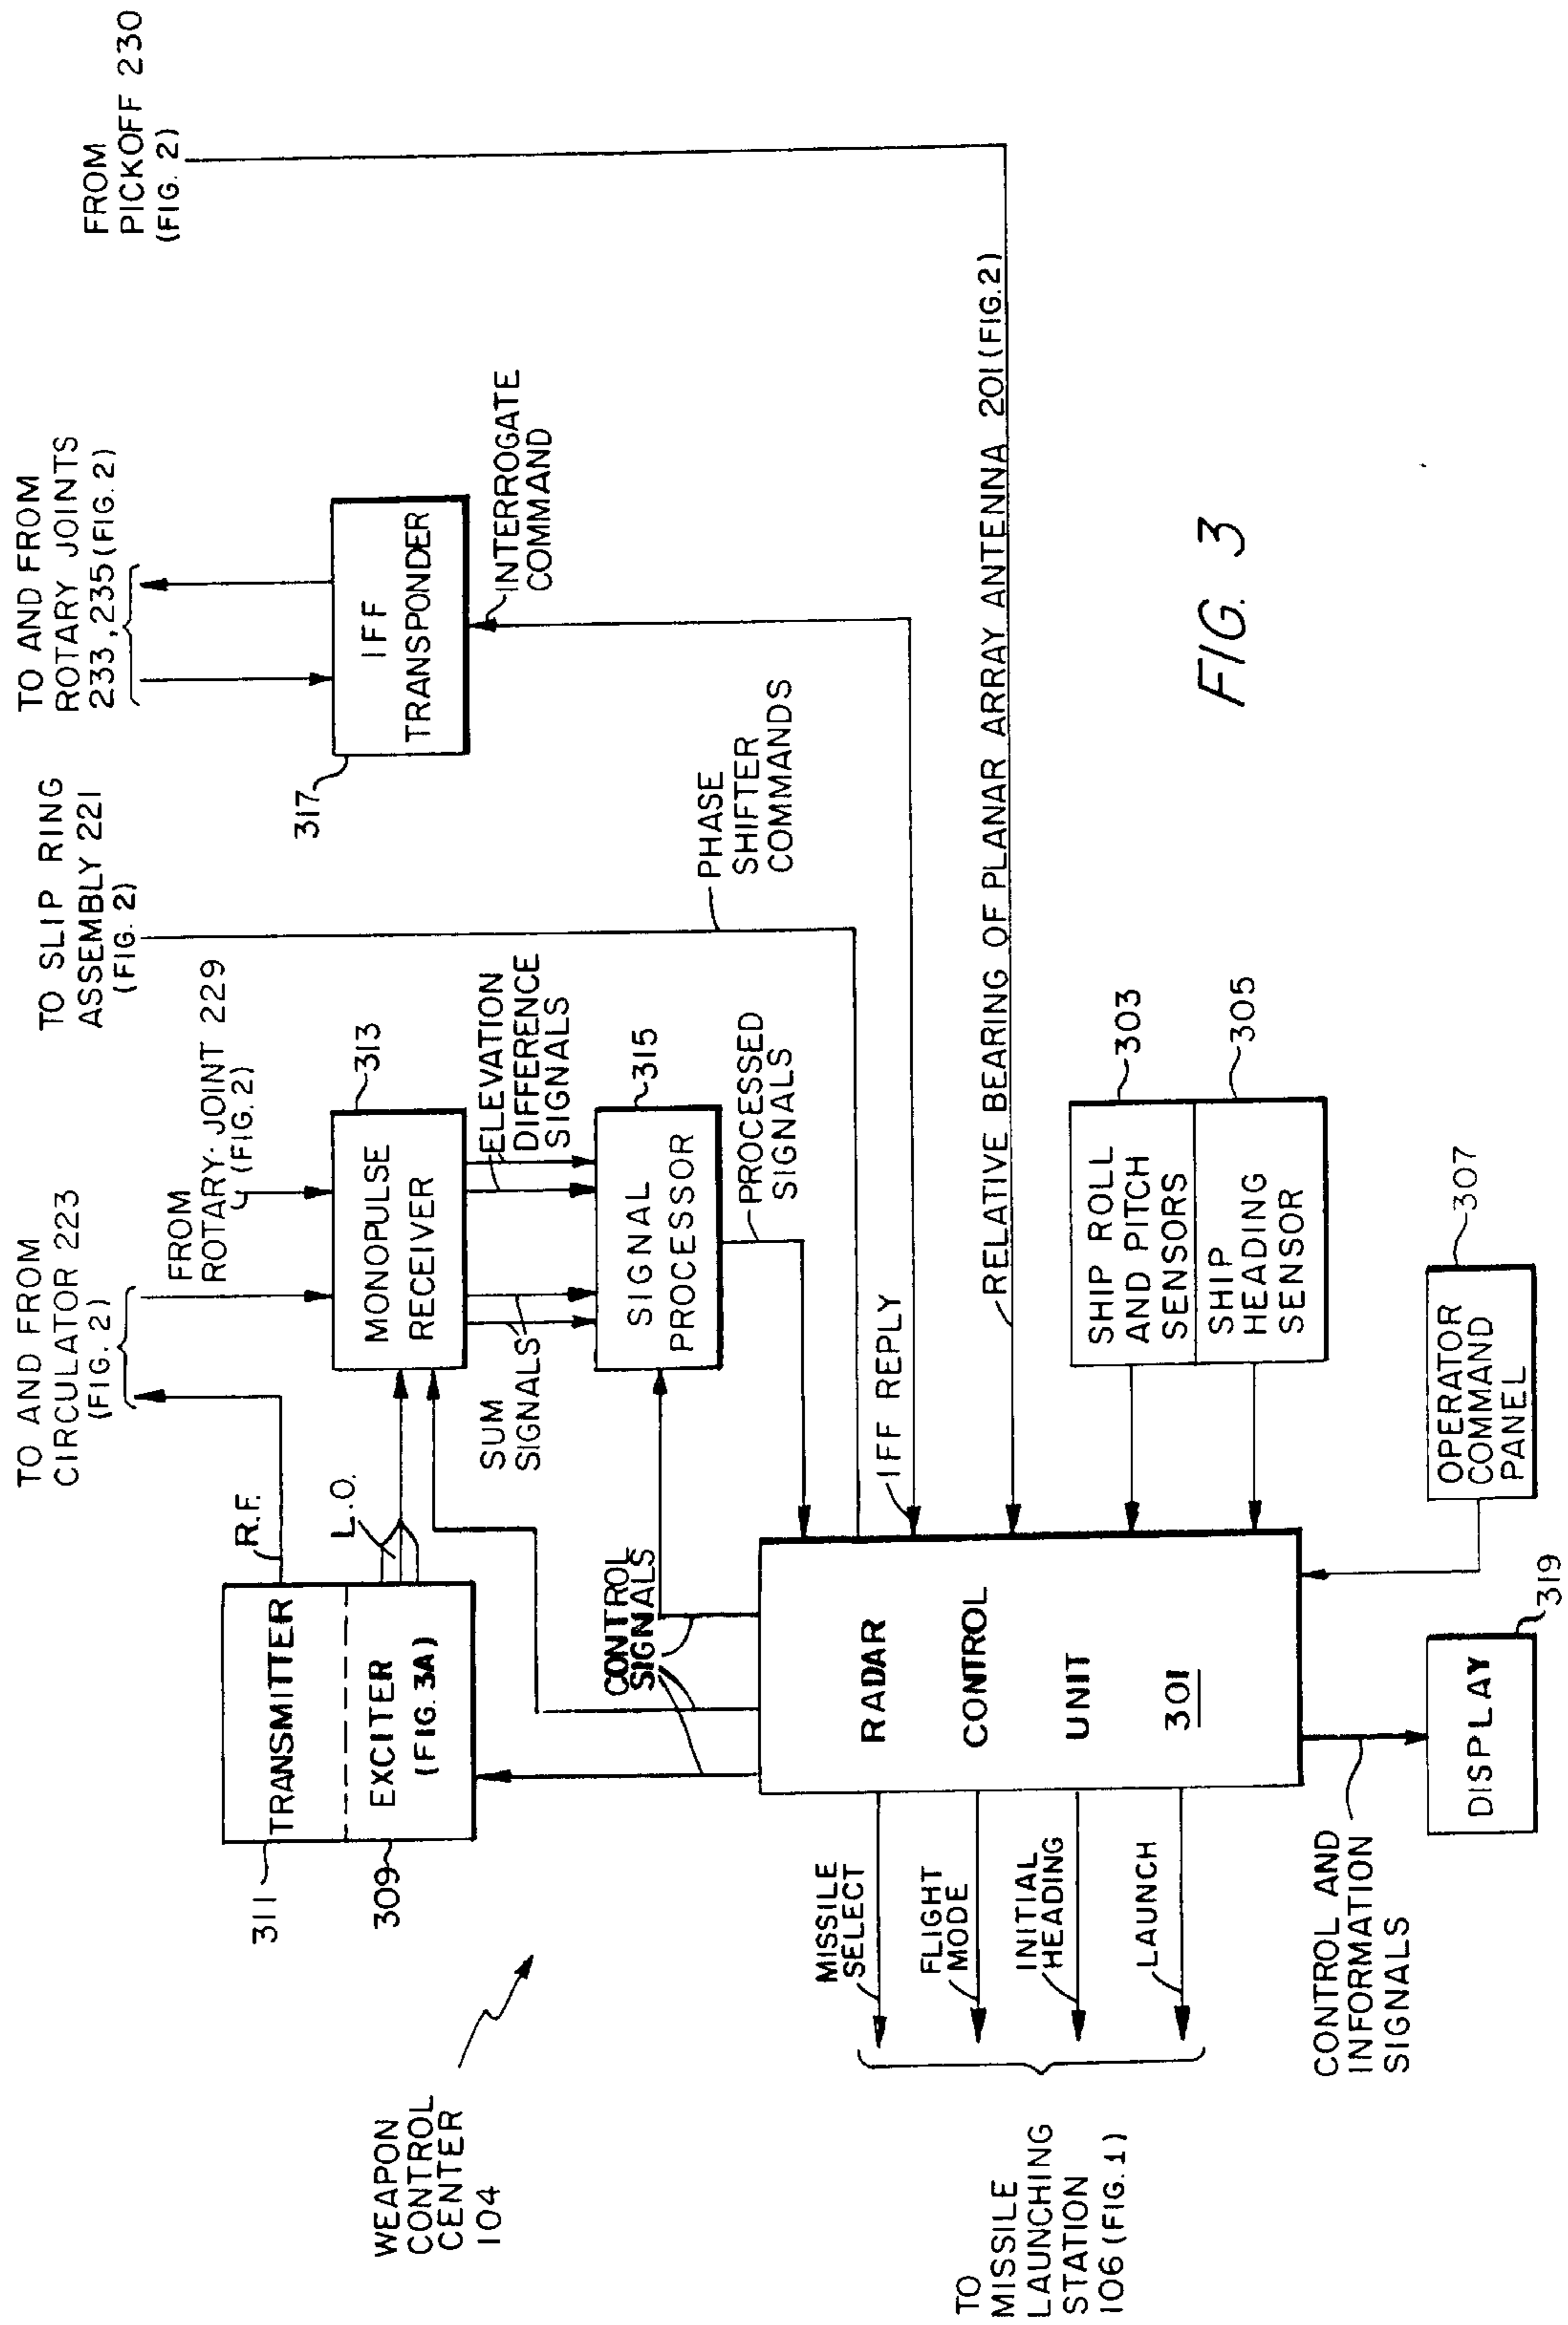 TO AND FROM
CIRCULATOR 223
(FIG. 2)
FROM
ROTARY JOINT 229
(FIG. 2)
TO SLIP RING
ASSEMBLY 221
(FIG. 2)
TO AND FROM
ROTARY JOINTS
233, 235 (FIG. 2)
FROM
PICKOFF 230
(FIG. 2)
311
TRANSMITTER
R.F.
309
EXCITER
(FIG. 3A)
L.O.
MONOPULSE
RECEIVER
313
SUM
SIGNALS
ELEVATION
DIFFERENCE
SIGNALS
SIGNAL
PROCESSOR
315
PROCESSED
SIGNALS
317
IFF
TRANSPONDER
INTERROGATE
COMMAND
PHASE
SHIFTER
COMMANDS
CONTROL
SIGNALS
WEAPON
CONTROL
CENTER
104
RADAR
CONTROL
UNIT
301
IFF REPLY
RELATIVE BEARING OF PLANAR ARRAY ANTENNA 201 (FIG. 2)
MISSILE
SELECT
FLIGHT
MODE
INITIAL
HEADING
LAUNCH
TO
MISSILE
LAUNCHING
STATION
106 (FIG. 1)
SHIP ROLL
AND PITCH
SENSORS
303
SHIP
HEADING
SENSOR
305
OPERATOR
COMMAND
PANEL
307
CONTROL AND
INFORMATION
SIGNALS
DISPLAY
319
FIG. 3